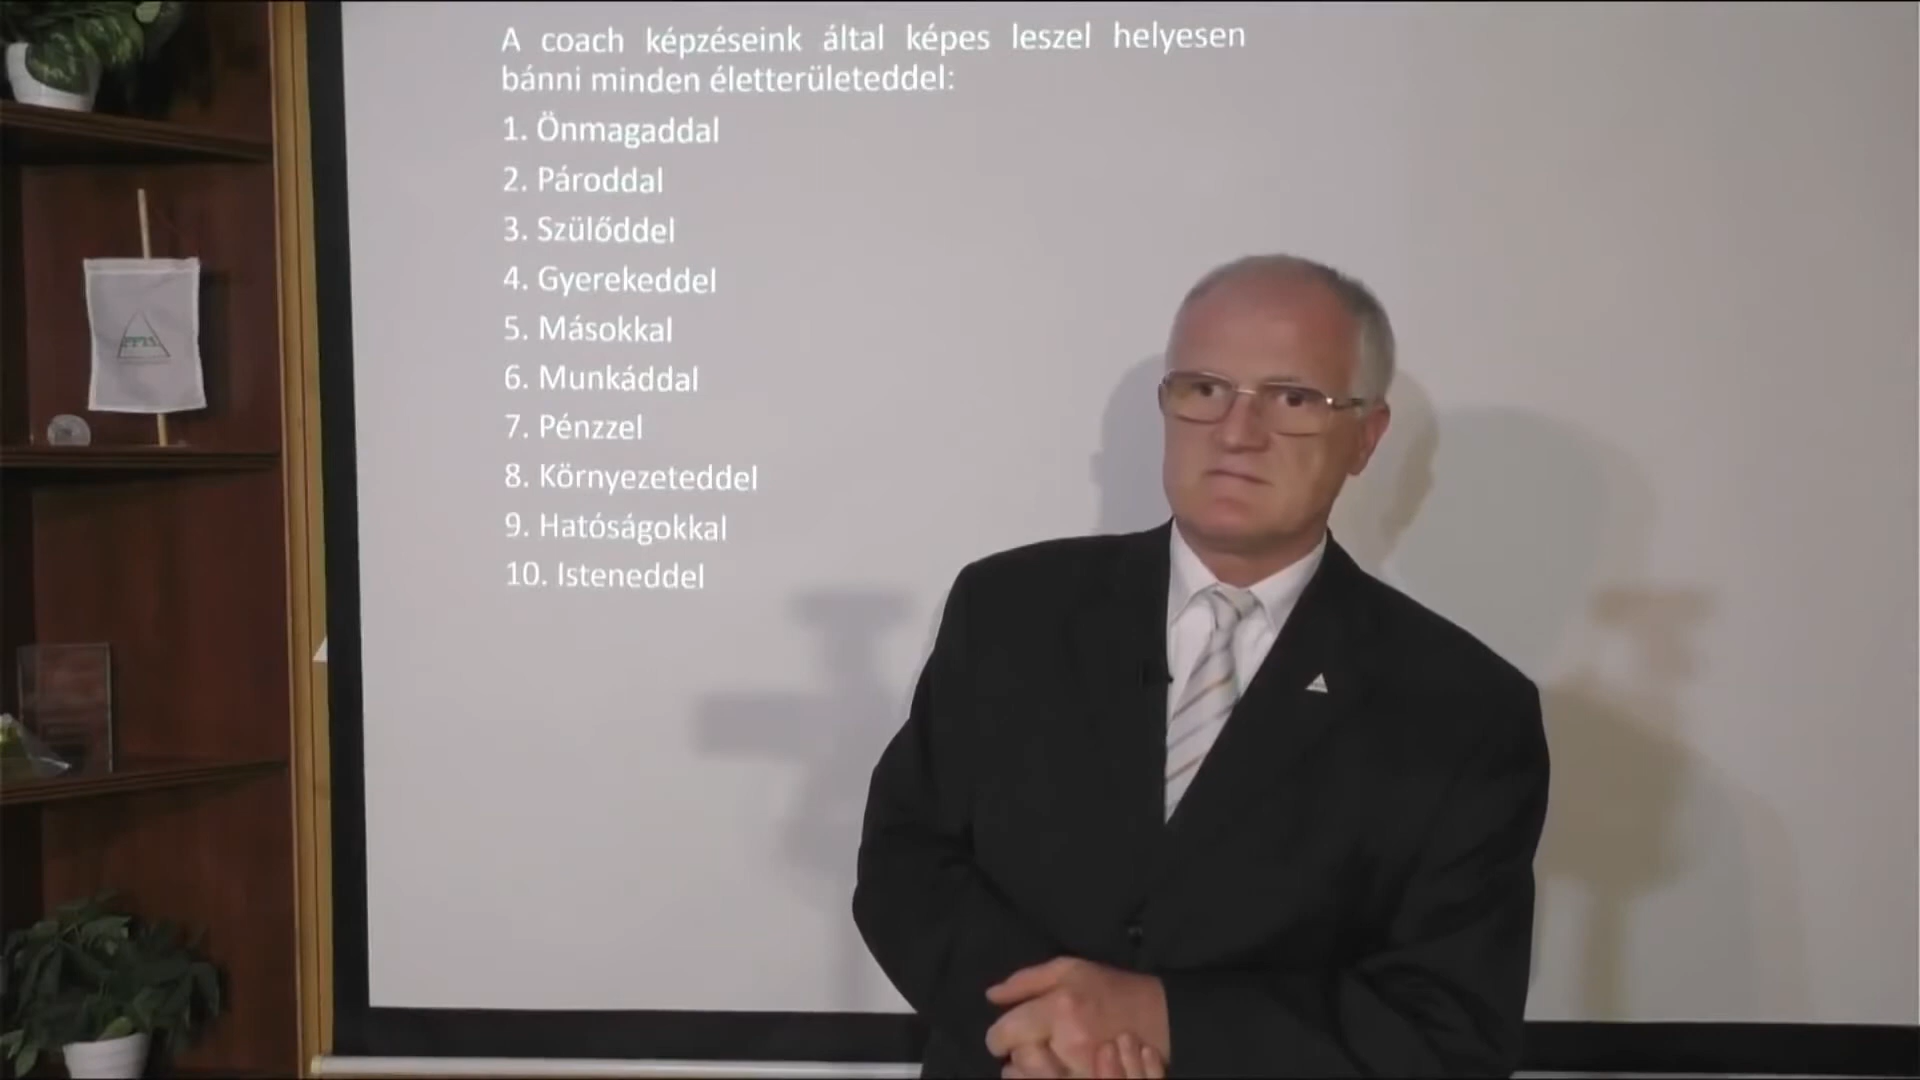 A coach képzéseink által képes leszel helyesen
bánni minden életterületeddel:
1. Önmagaddal
2. Pároddal
3. Szülőddel
4. Gyerekeddel
5. Másokkal
6. Munkáddal
7. Pénzzel
8. Környezeteddel
9. Hatóságokkal
10. Isteneddel